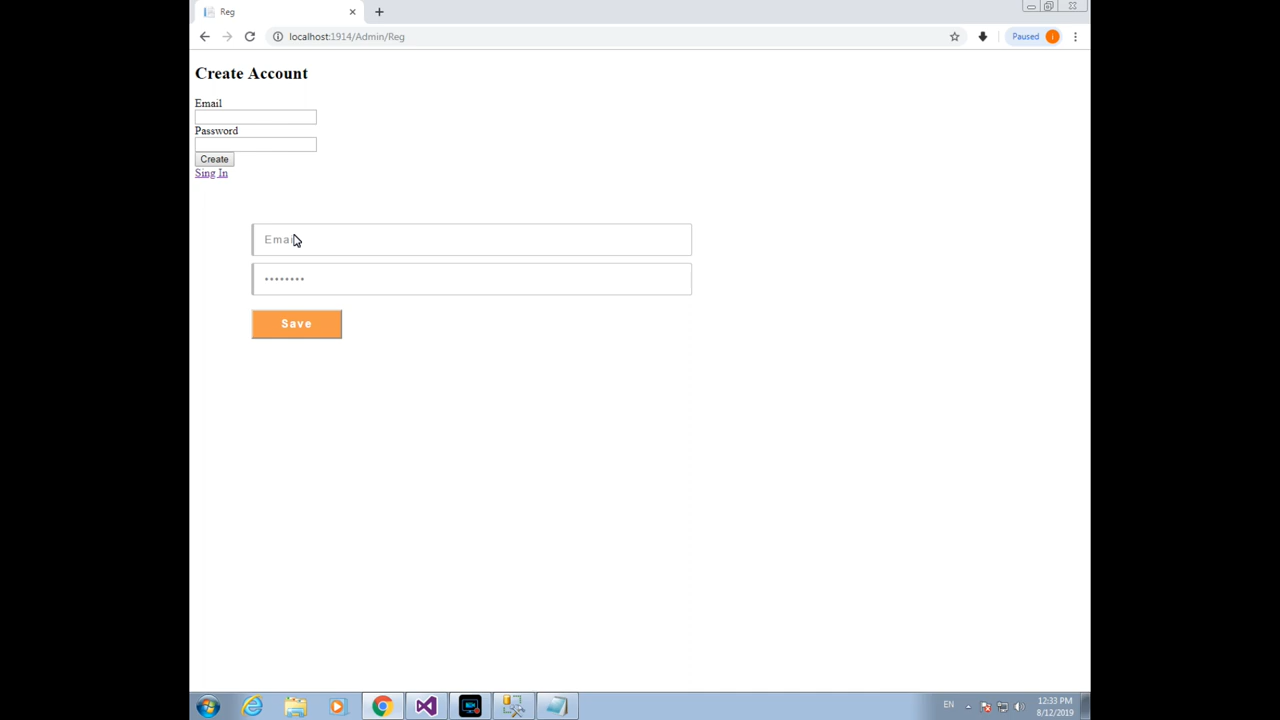 Reg
localhost:1914/Admin/Reg
Paused
i
Create Account
Email
Password
Create
Sing In
Email
Save
EN
12:33 PM
8/12/2019